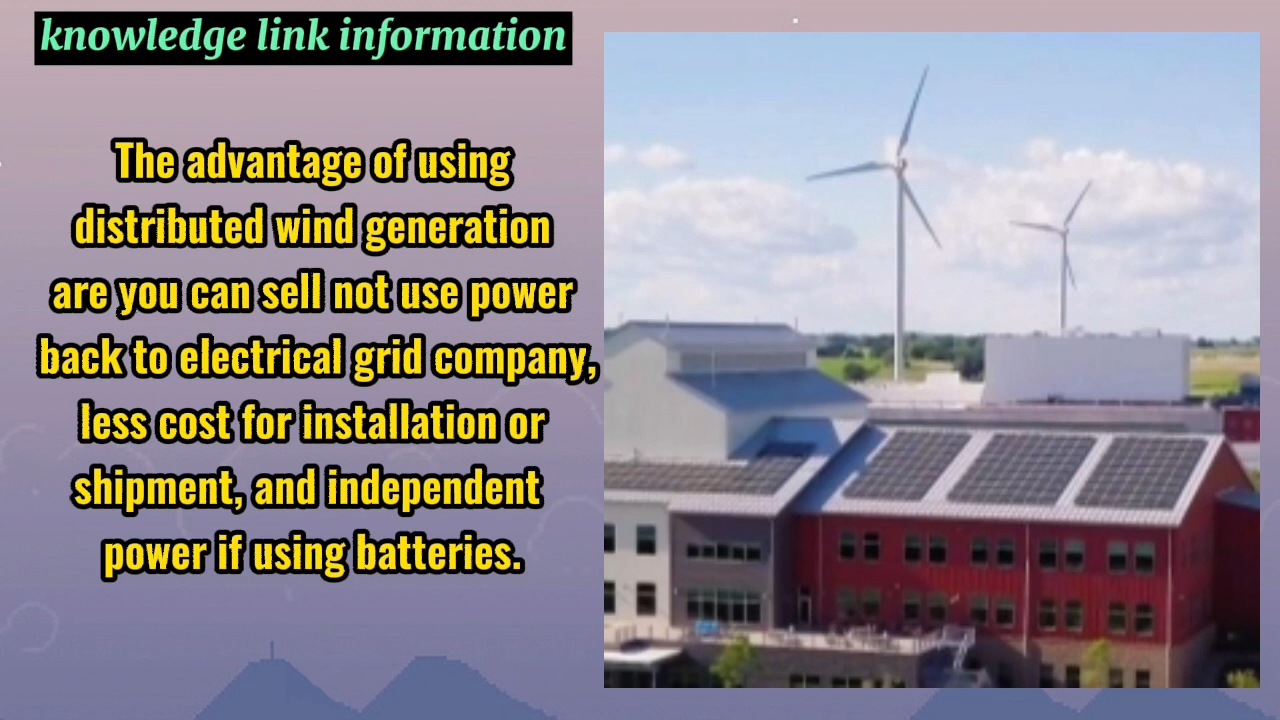 knowledge link information
The advantage of using
distributed wind generation
are you can sell not use power
back to electrical grid company,
less cost for installation or
shipment, and independent
power if using batteries.